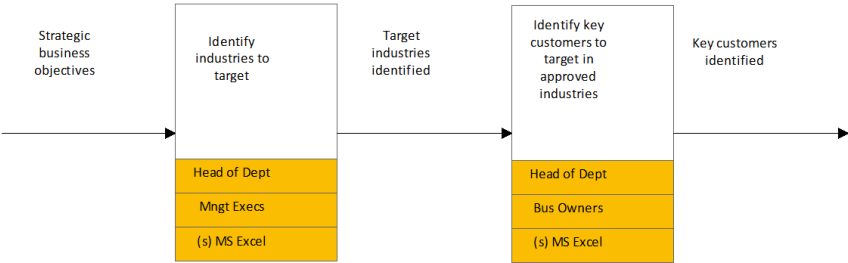 Strategic
business
objectives
Identify
industries to
target
Head of Dept
Mngt Execs
(s) MS Excel
Target
industries
identified
Identify key
customers to
target in
approved
industries
Head of Dept
Bus Owners
(s) MS Excel
Key customers
identified